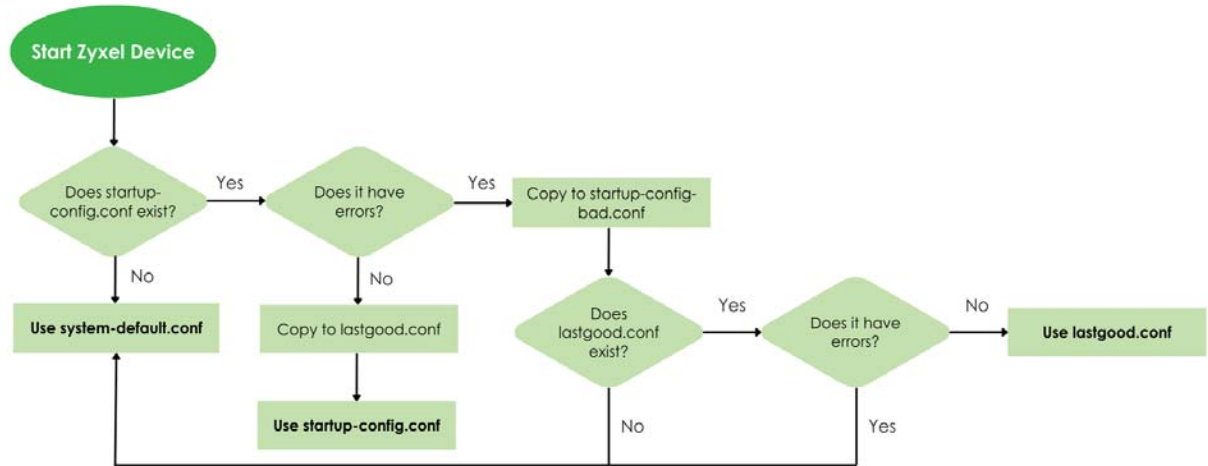 Start Zyxel Device
Does startup-
config.conf exist?
Yes
Does it have
errors?
Yes
Copy to startup-config-
bad.conf
No
Use system-default.conf
No
Copy to lastgood.conf
Use startup-config.conf
Does
lastgood.conf
exist?
Yes
Does it have
errors?
No
Use lastgood.conf
No
Yes